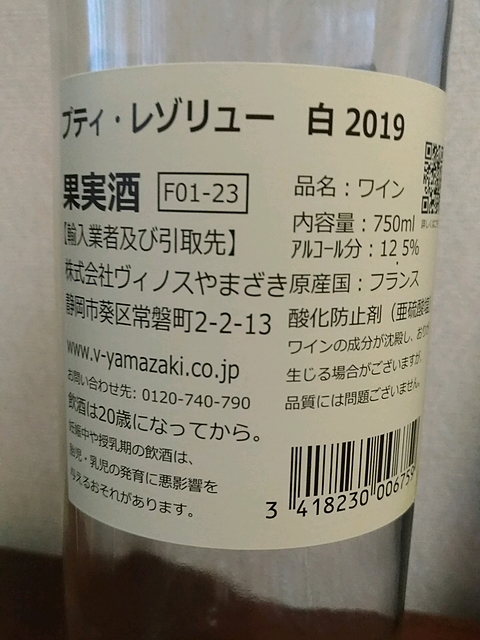 プティ・レゾリュー 白 2019
果実酒 F01-23
【輸入業者及び引取先】
株式会社ヴィノスやまざき
静岡市葵区常磐町2-2-13
www.v-yamazaki.co.jp
お問い合わせ先: 0120-740-790
飲酒は20歳になってから。
妊娠中や授乳期の飲酒は、
胎児・乳児の発育に悪影響を
与えるおそれがあります。
品名：ワイン
内容量：750ml
アルコール分：12.5%
原産国：フランス
酸化防止剤（亜硫酸塩
ワインの成分が沈殿し、
生じる場合がございますが、
品質には問題ございません。
3 418230 006759